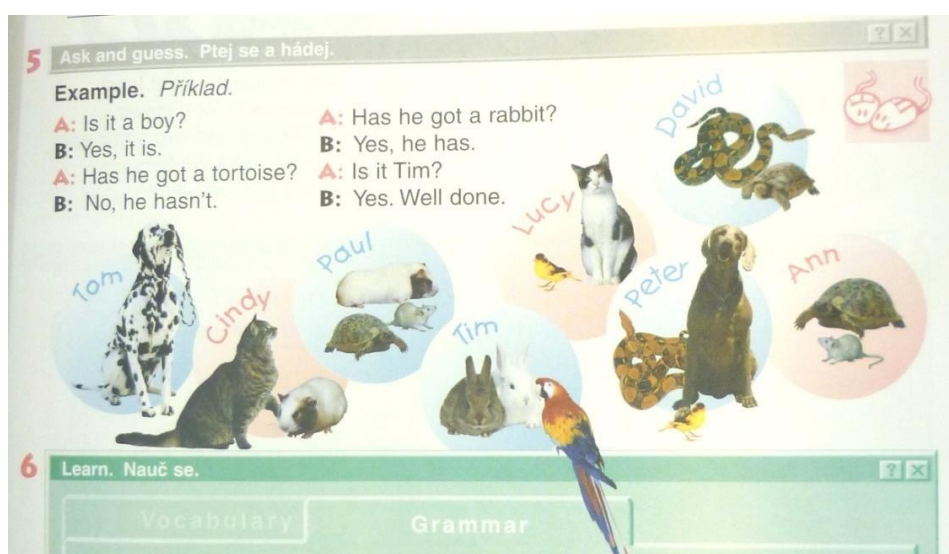 5 Ask and guess. Ptej se a hádej.
? ×
Example. Příklad.
A: Is it a boy?
B: Yes, it is.
A: Has he got a tortoise?
B: No, he hasn't.
A: Has he got a rabbit?
B: Yes, he has.
A: Is it Tim?
B: Yes. Well done.
David
Lucy
Paul
Tom
Cindy
Tim
Peter
Ann
6 Learn. Nauč se.
? ×
Vocabulary
Grammar